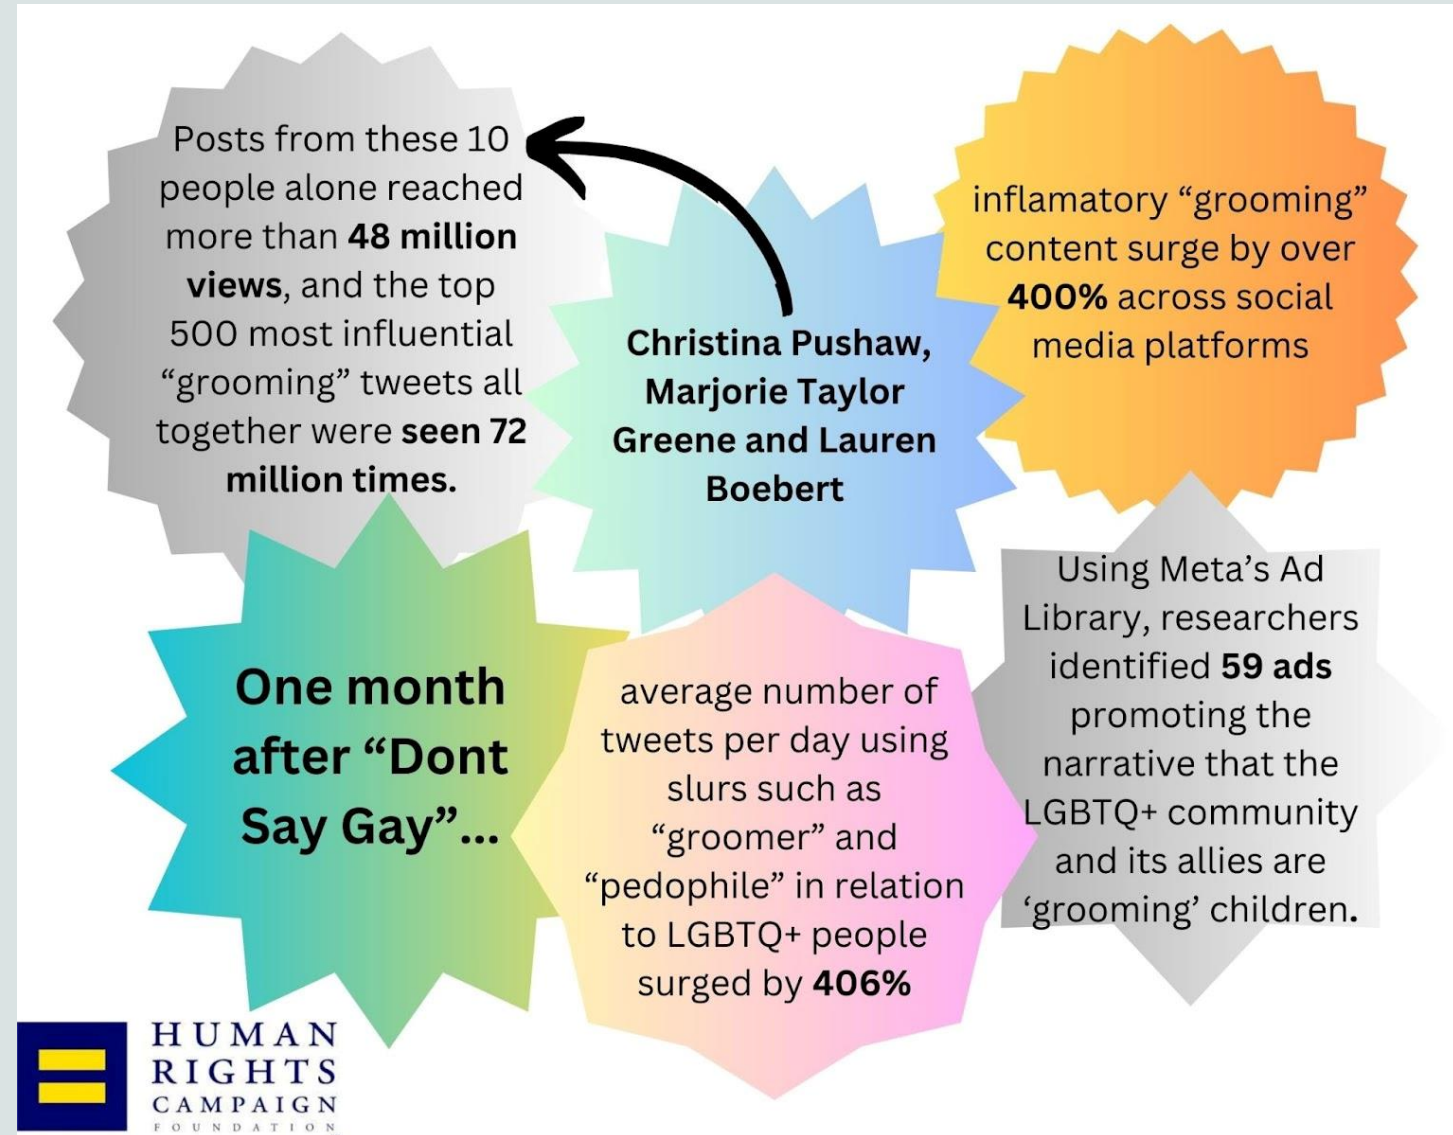 Posts from these 10
people alone reached
more than 48 million
views, and the top
500 most influential
“grooming” tweets all
together were seen 72
million times.
Christina Pushaw,
Marjorie Taylor
Greene and Lauren
Boebert
inflamatory “grooming”
content surge by over
400% across social
media platforms
One month
after “Dont
Say Gay”...
average number of
tweets per day using
slurs such as
“groomer” and
“pedophile” in relation
to LGBTQ+ people
surged by 406%
Using Meta’s Ad
Library, researchers
identified 59 ads
promoting the
narrative that the
LGBTQ+ community
and its allies are
‘grooming’ children.
HUMAN
RIGHTS
CAMPAIGN
FOUNDATION